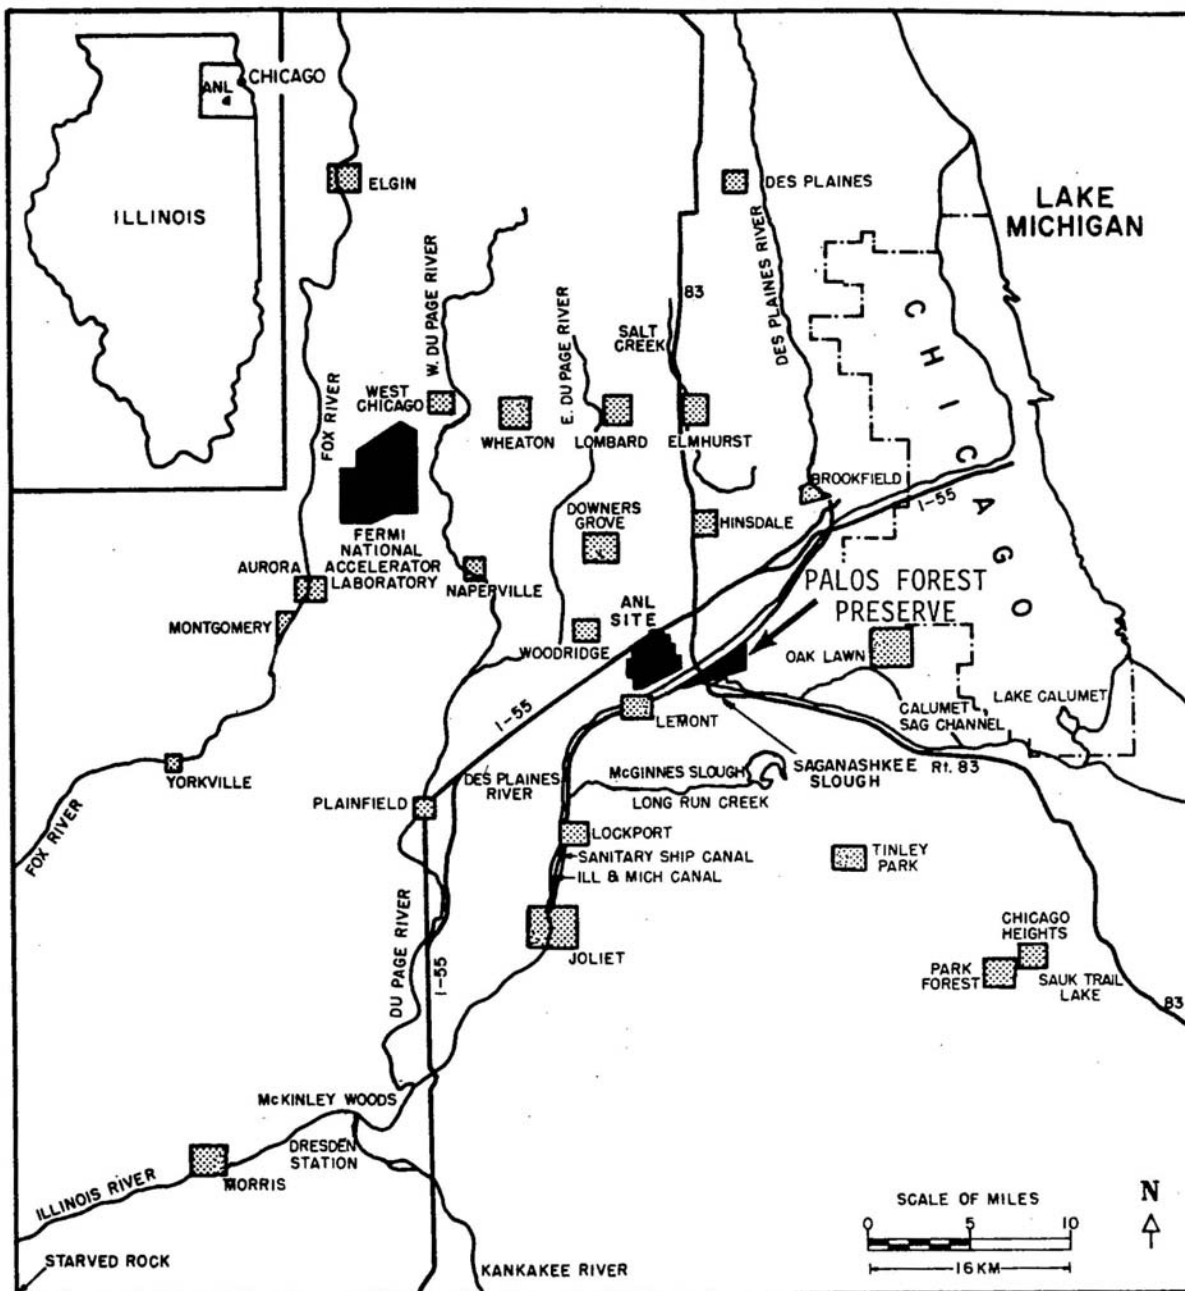 ANL
CHICAGO
ILLINOIS
ELGIN
DES PLAINES
LAKE
MICHIGAN
W. DU PAGE RIVER
E. DU PAGE RIVER
DES PLAINES RIVER
83
SALT
CREEK
CHICAGO
FOX RIVER
WEST
CHICAGO
WHEATON
LOMBARD
ELMHURST
BROOKFIELD
I-55
DOWNERS
GROVE
HINSDALE
FERMI
NATIONAL
ACCELERATOR
LABORATORY
AURORA
NAPERVILLE
PALOS FOREST
PRESERVE
ANL
SITE
MONTGOMERY
WOODRIDGE
OAK LAWN
I-55
LEMONT
CALUMET
SAG CHANNEL
LAKE CALUMET
YORKVILLE
DES PLAINES
RIVER
McGINNES SLOUGH
SAGANASHKEE
SLOUGH
Rt. 83
PLAINFIELD
LONG RUN CREEK
FOX RIVER
LOCKPORT
SANITARY SHIP CANAL
ILL & MICH CANAL
TINLEY
PARK
DU PAGE RIVER
I-55
JOLIET
CHICAGO
HEIGHTS
PARK
FOREST
SAUK TRAIL
LAKE
83
McKINLEY WOODS
DRESDEN
STATION
ILLINOIS RIVER
MORRIS
STARVED ROCK
KANKAKEE RIVER
SCALE OF MILES
0 5 10
16 KM
N